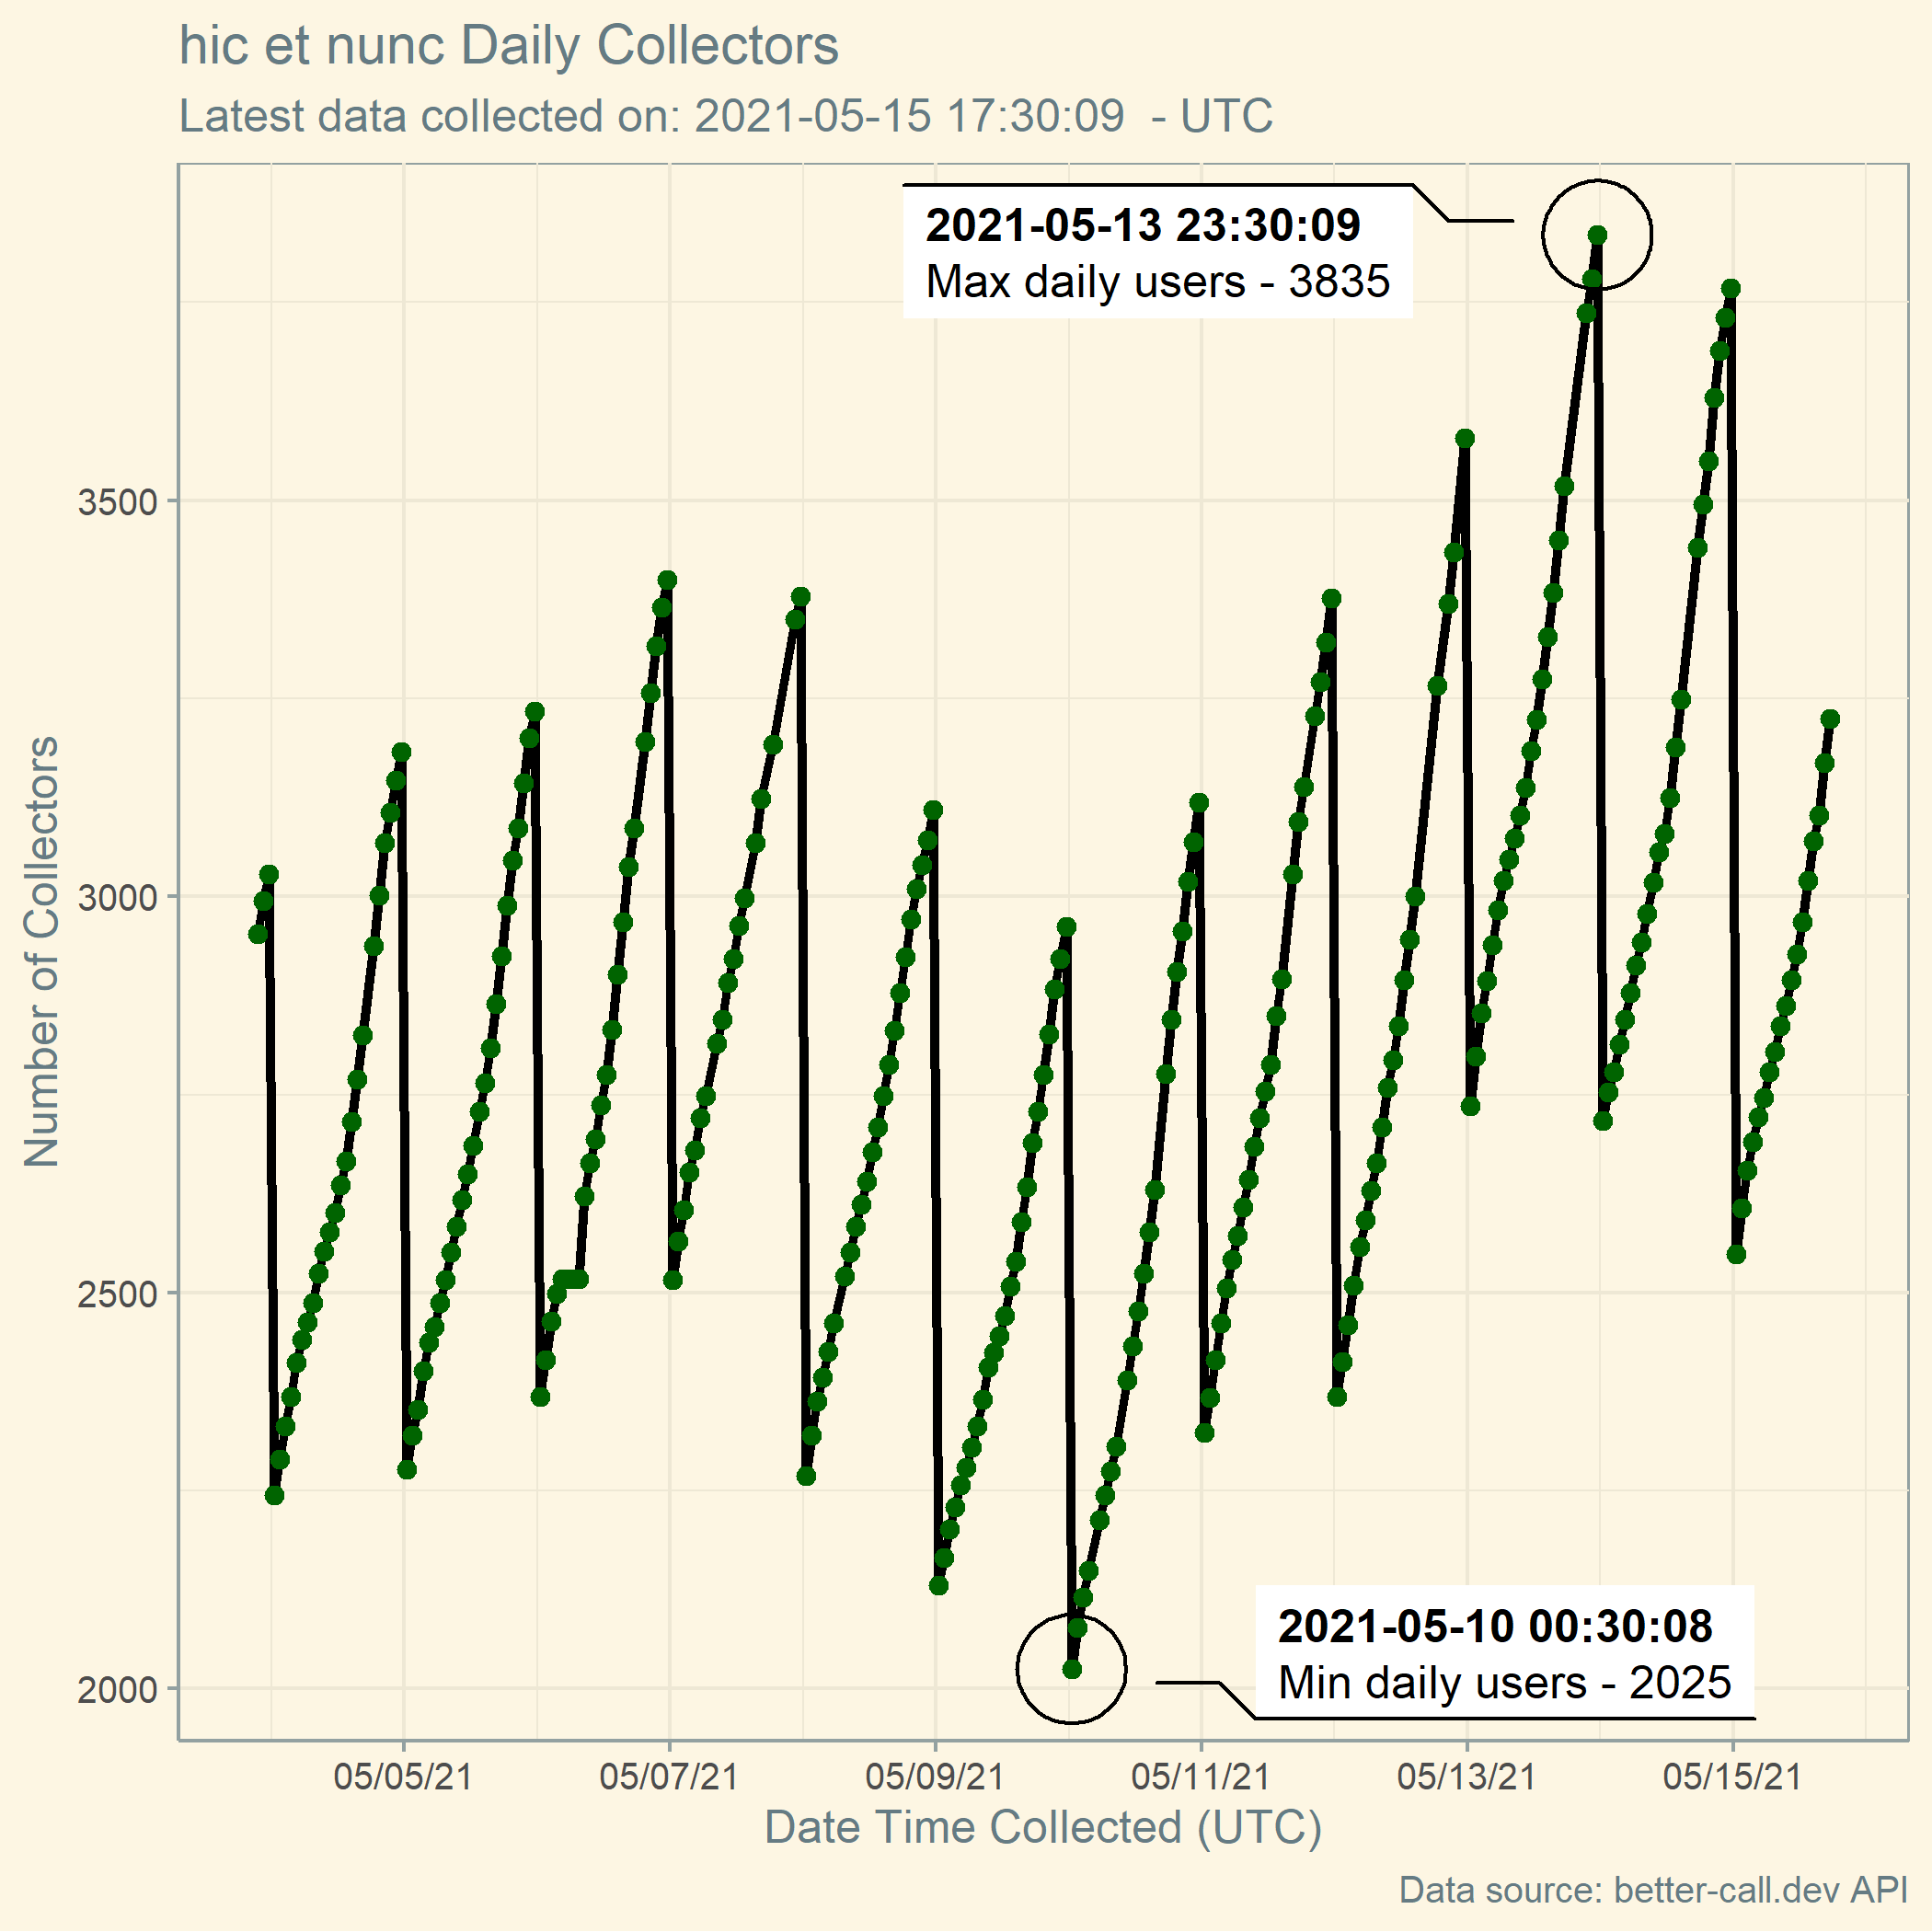 hic et nunc Daily Collectors
Latest data collected on: 2021-05-15 17:30:09  - UTC
2021-05-13 23:30:09
Max daily users - 3835
3500
3000
2500
2000
Number of Collectors
2021-05-10 00:30:08
Min daily users - 2025
05/05/21 05/07/21 05/09/21 05/11/21 05/13/21 05/15/21
Date Time Collected (UTC)
Data source: better-call.dev API